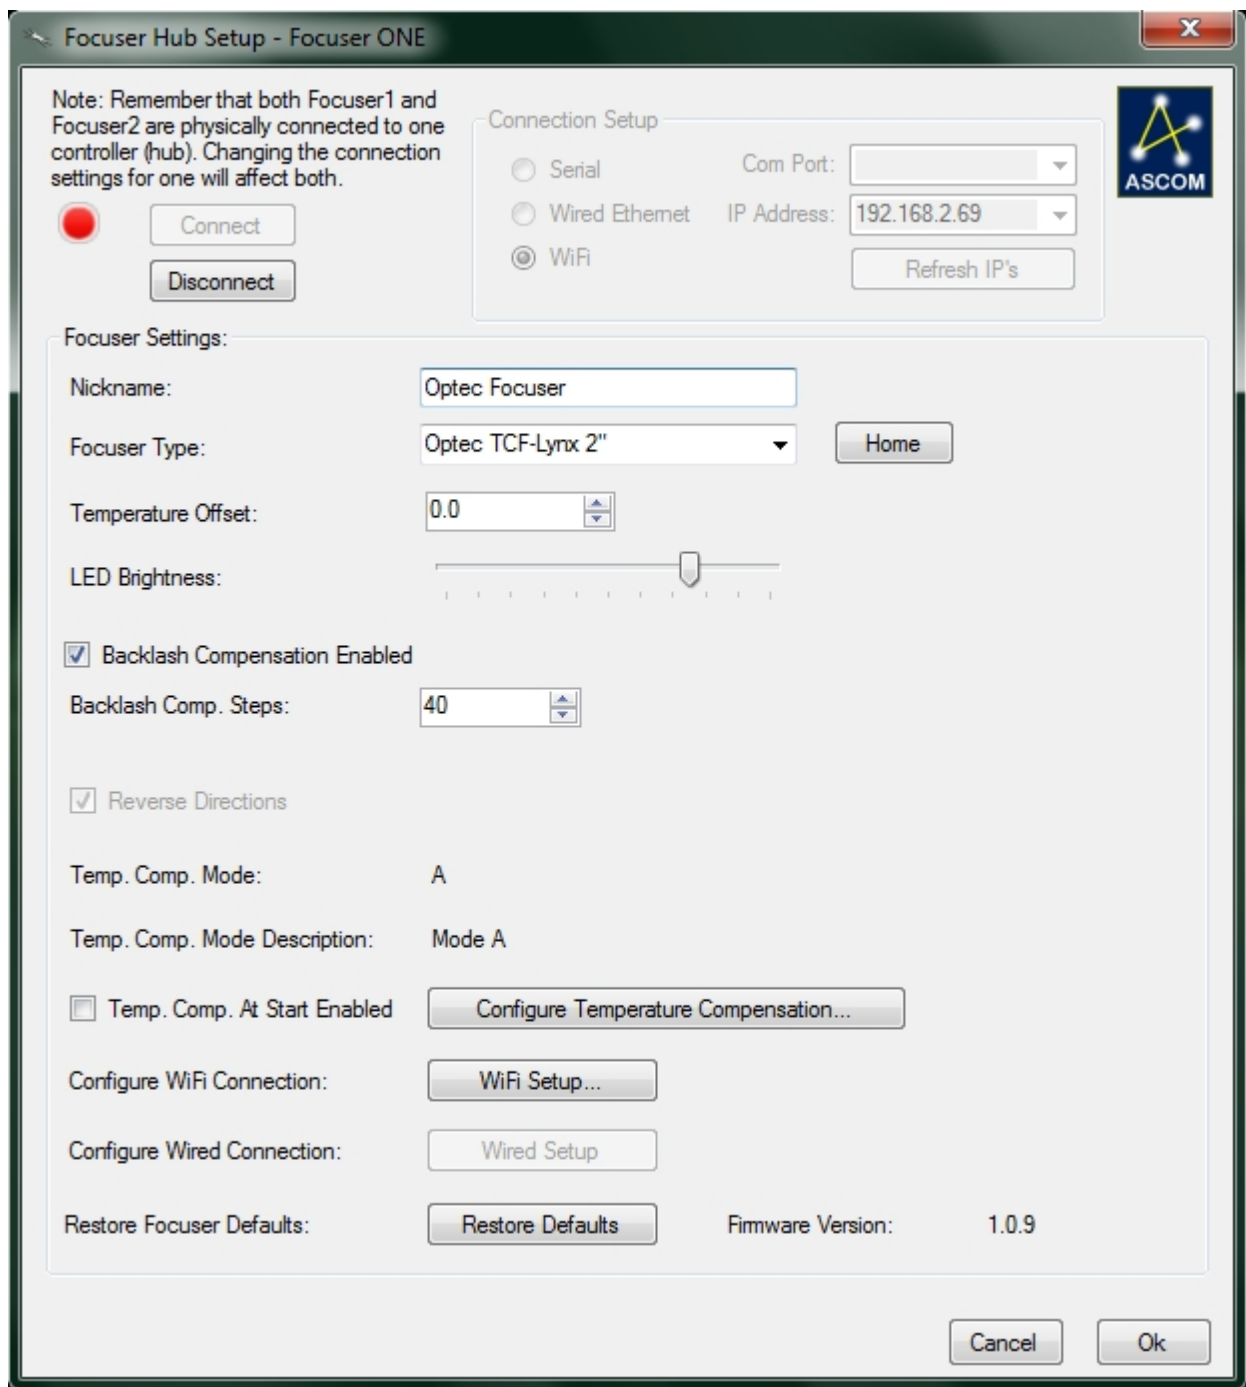 Focuser Hub Setup - Focuser ONE
x
Note: Remember that both Focuser1 and
Focuser2 are physically connected to one
controller (hub). Changing the connection
settings for one will affect both.
Connect
Disconnect
Connection Setup
Serial
Com Port:
Wired Ethernet
IP Address:
192.168.2.69
WiFi
Refresh IP's
ASCOM
Focuser Settings:
Nickname:
Optec Focuser
Focuser Type:
Optec TCF-Lynx 2"
Home
Temperature Offset:
0.0
LED Brightness:
Backlash Compensation Enabled
Backlash Comp. Steps:
40
Reverse Directions
Temp. Comp. Mode:
A
Temp. Comp. Mode Description:
Mode A
Temp. Comp. At Start Enabled
Configure Temperature Compensation...
Configure WiFi Connection:
WiFi Setup...
Configure Wired Connection:
Wired Setup
Restore Focuser Defaults:
Restore Defaults
Firmware Version:
1.0.9
Cancel
Ok